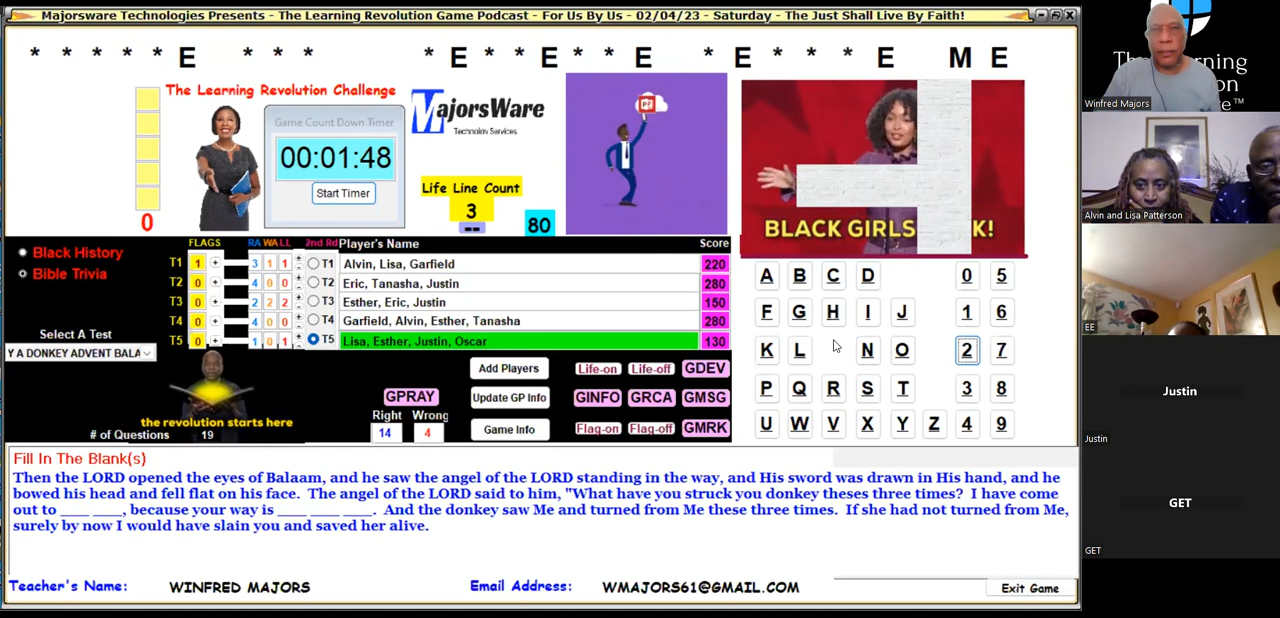 Majorsware Technologies Presents - The Learning Revolution Game Podcast - For Us By Us - 02/04/23 - Saturday - The Just Shall Live By Faith!
* * * * * E * * * * E * * E * * E * E * * * E M E
The Learning Revolution Challenge
Game Count Down Timer
00:01:48
Start Timer
0
MajorsWare
Technology Services
Life Line Count
3
--
80
BLACK GIRLS K!
Winfred Majors
Alvin and Lisa Patterson
EE
Justin
Justin
GET
GET
FLAGS RA WA LL 2nd Rd Player's Name Score
Black History
Bible Trivia
T1 1 + 3 1 1 T1 Alvin, Lisa, Garfield 220
T2 0 + 4 0 0 T2 Eric, Tanasha, Justin 280
T3 0 + 2 2 2 T3 Esther, Eric, Justin 150
T4 0 + 4 0 0 T4 Garfield, Alvin, Esther, Tanasha 280
T5 0 + 1 0 1 T5 Lisa, Esther, Justin, Oscar 130
Select A Test
Y A DONKEY ADVENT BALA
the revolution starts here
# of Questions 19
GPRAY
Right Wrong
14 4
Add Players Life-on Life-off GDEV
Update GP Info GINFO GRCA GMSG
Game Info Flag-on Flag-off GMRK
A B C D 0 5
F G H I J 1 6
K L N O 2 7
P Q R S T 3 8
U W V X Y Z 4 9
Fill In The Blank(s)
Then the LORD opened the eyes of Balaam, and he saw the angel of the LORD standing in the way, and His sword was drawn in His hand, and he
bowed his head and fell flat on his face. The angel of the LORD said to him, "What have you struck you donkey theses three times? I have come
out to ___ ___, because your way is ___ ___ ___. And the donkey saw Me and turned from Me these three times. If she had not turned from Me,
surely by now I would have slain you and saved her alive.
Teacher's Name: WINFRED MAJORS Email Address: WMAJORS61@GMAIL.COM Exit Game